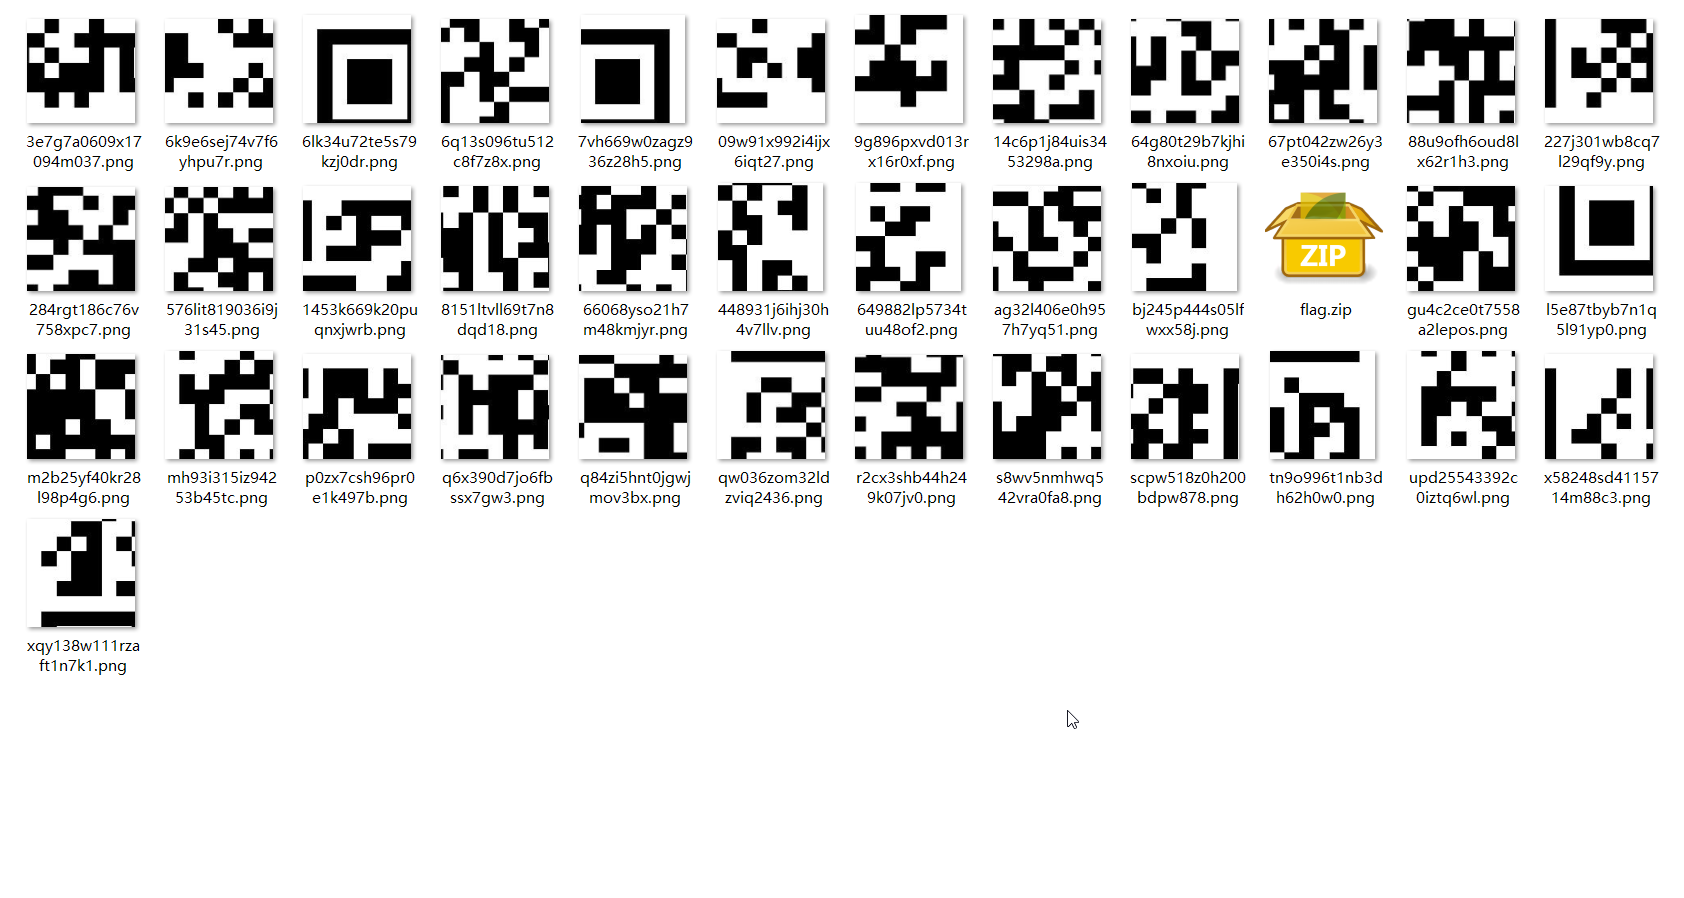 3e7g7a0609x17
094m037.png
6k9e6sej74v7f6
yhpu7r.png
6lk34u72te5s79
kzj0dr.png
6q13s096tu512
c8f7z8x.png
7vh669w0zagz9
36z28h5.png
09w91x992i4ijx
6iqt27.png
9g896pxvd013r
x16r0xf.png
14c6p1j84uis34
53298a.png
64g80t29b7kjhi
8nxoiu.png
67pt042zw26y3
e350i4s.png
88u9ofh6oud8l
x62r1h3.png
227j301wb8cq7
l29qf9y.png
284rgt186c76v
758xpc7.png
576lit819036i9j
31s45.png
1453k669k20pu
qnxjwrb.png
8151ltvll69t7n8
dqd18.png
66068yso21h7
m48kmjyr.png
448931j6ihj30h
4v7llv.png
649882lp5734t
uu48of2.png
ag32l406e0h95
7h7yq51.png
bj245p444s05lf
wxx58j.png
ZIP
flag.zip
gu4c2ce0t7558
a2lepos.png
l5e87tbyb7n1q
5l91yp0.png
m2b25yf40kr28
l98p4g6.png
mh93i315iz942
53b45tc.png
p0zx7csh96pr0
e1k497b.png
q6x390d7jo6fb
ssx7gw3.png
q84zi5hnt0jgwj
mov3bx.png
qw036zom32ld
zviq2436.png
r2cx3shb44h24
9k07jv0.png
s8wv5nmhwq5
42vra0fa8.png
scpw518z0h200
bdpw878.png
tn9o996t1nb3d
h62h0w0.png
upd25543392c
0iztq6wl.png
x58248sd41157
14m88c3.png
xqy138w111rza
ft1n7k1.png